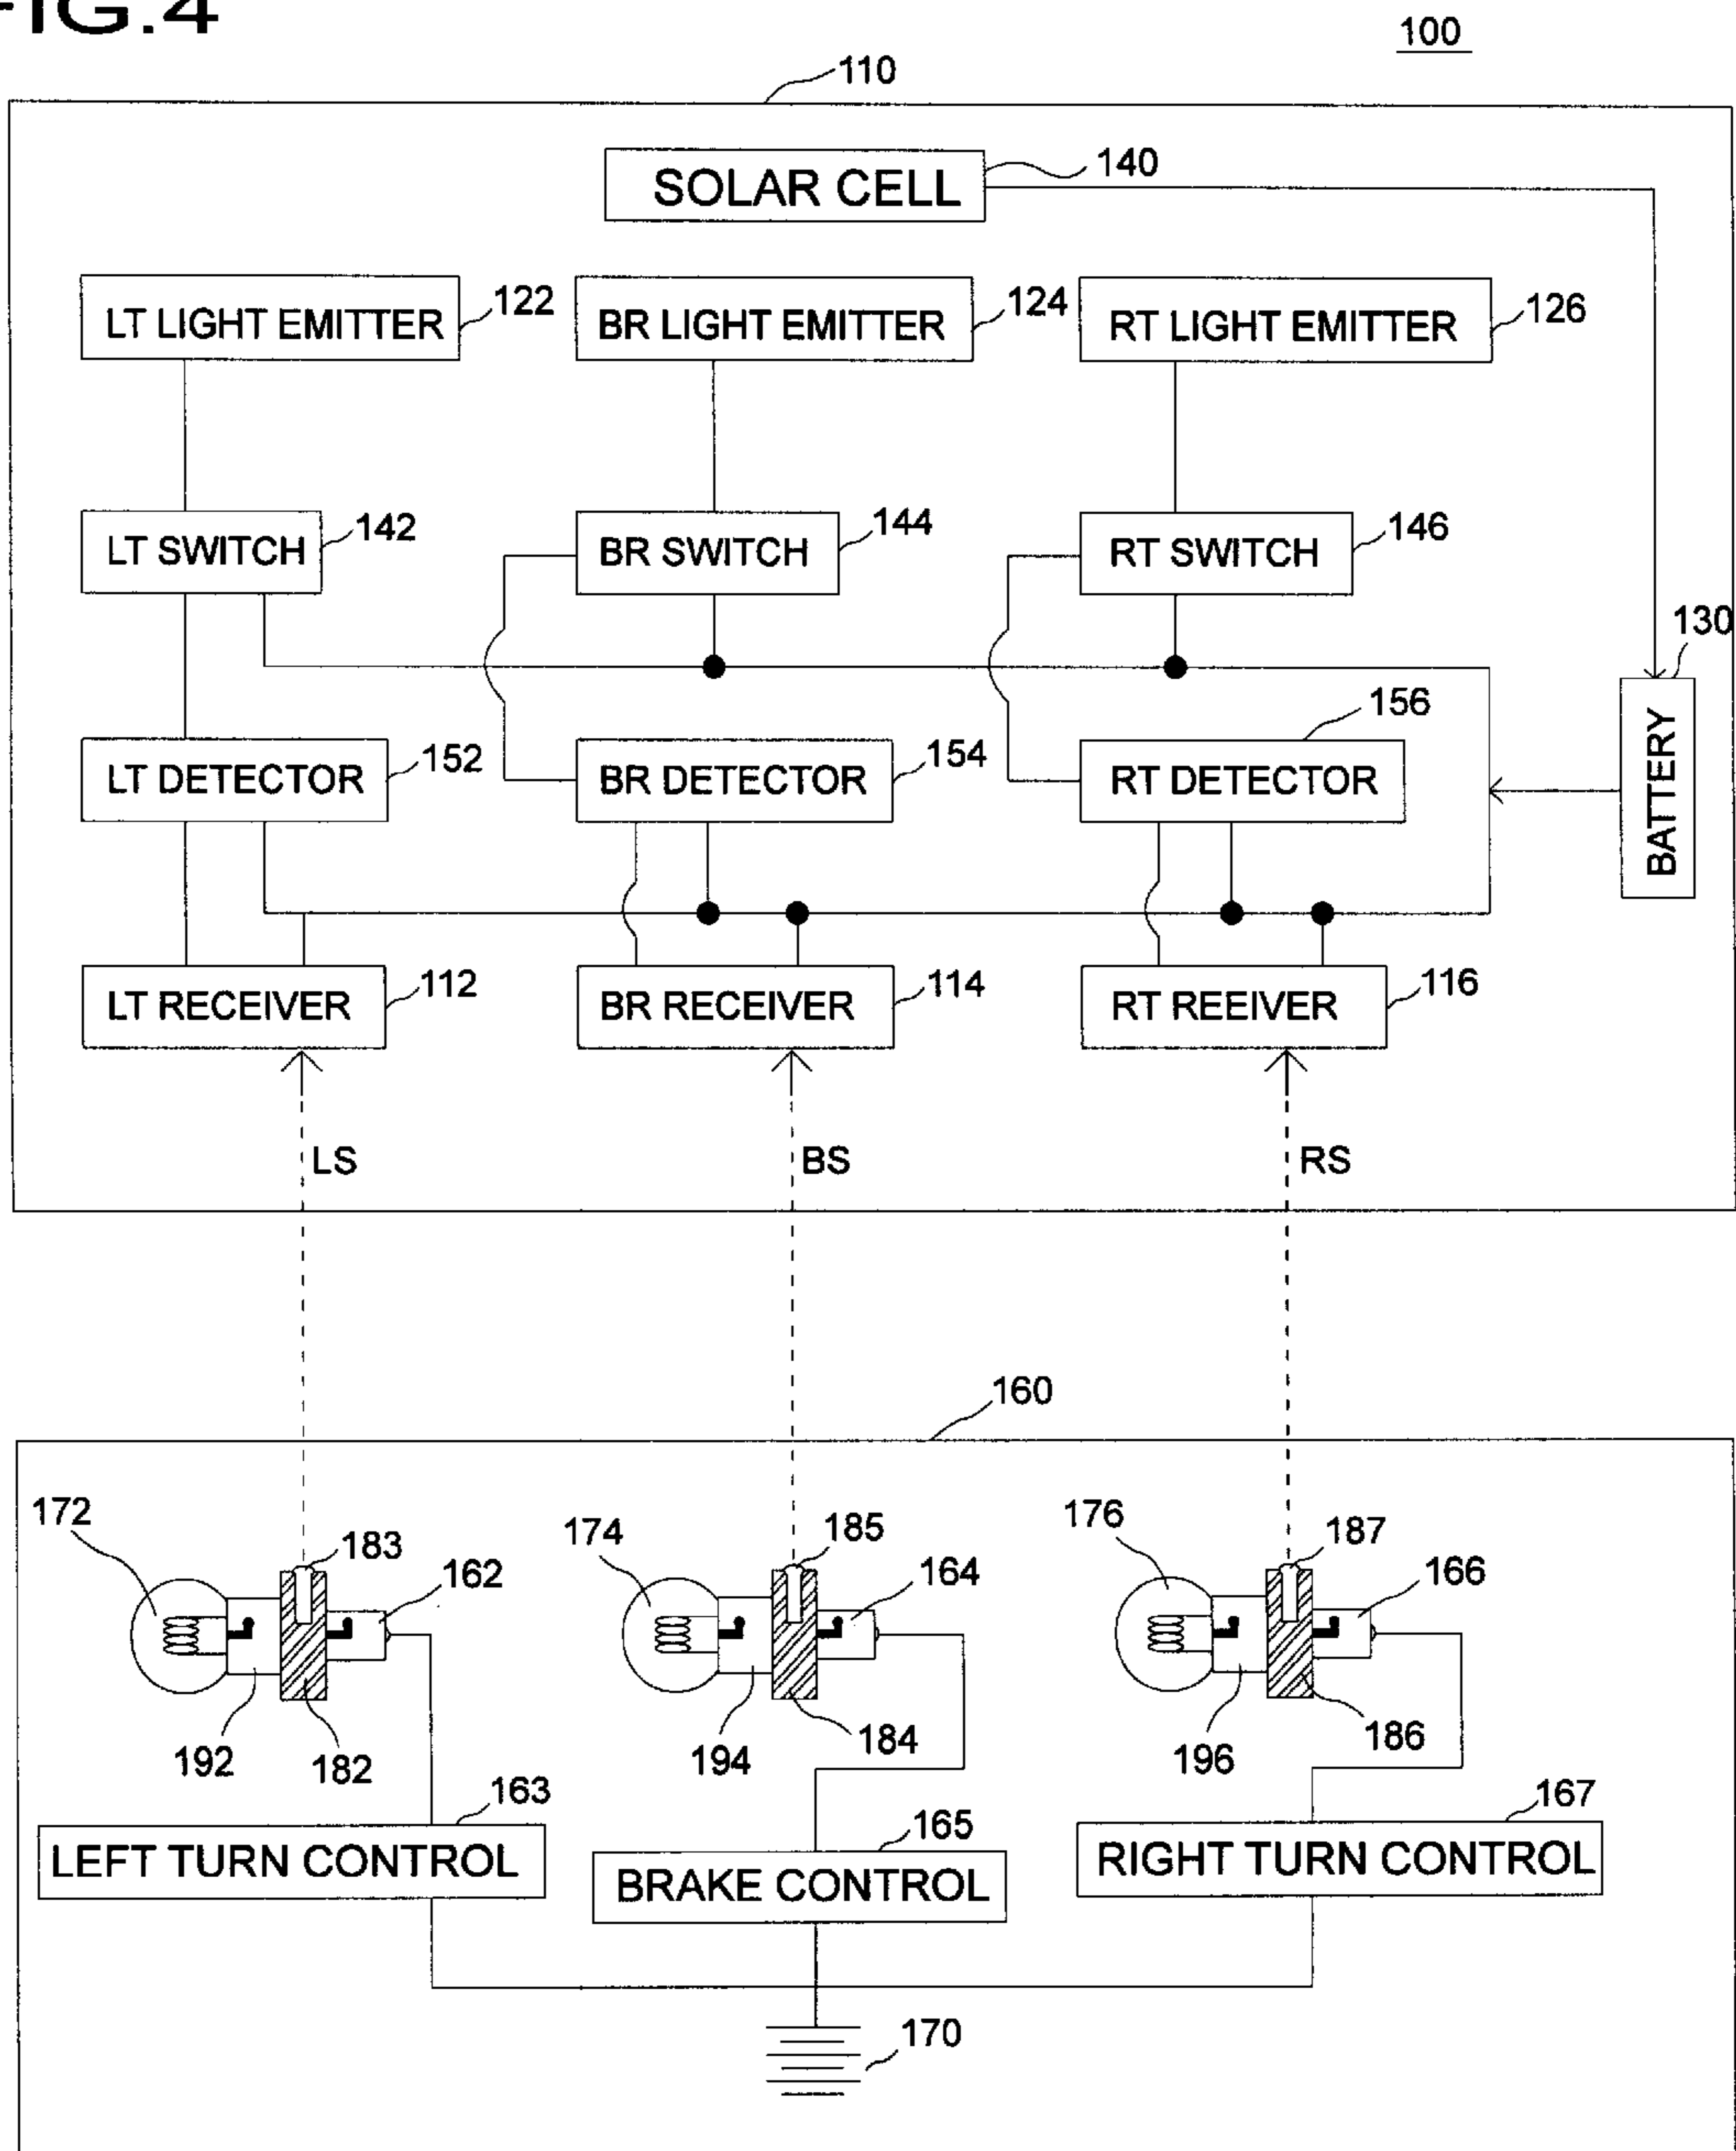 FIG.4
100
110
SOLAR CELL
140
LT LIGHT EMITTER
122
BR LIGHT EMITTER
124
RT LIGHT EMITTER
126
LT SWITCH
142
BR SWITCH
144
RT SWITCH
146
130
BATTERY
LT DETECTOR
152
BR DETECTOR
154
RT DETECTOR
156
LT RECEIVER
112
BR RECEIVER
114
RT REEIVER
116
LS
BS
RS
160
172
183
162
174
185
164
176
187
166
192
182
194
184
196
186
163
LEFT TURN CONTROL
165
BRAKE CONTROL
167
RIGHT TURN CONTROL
170